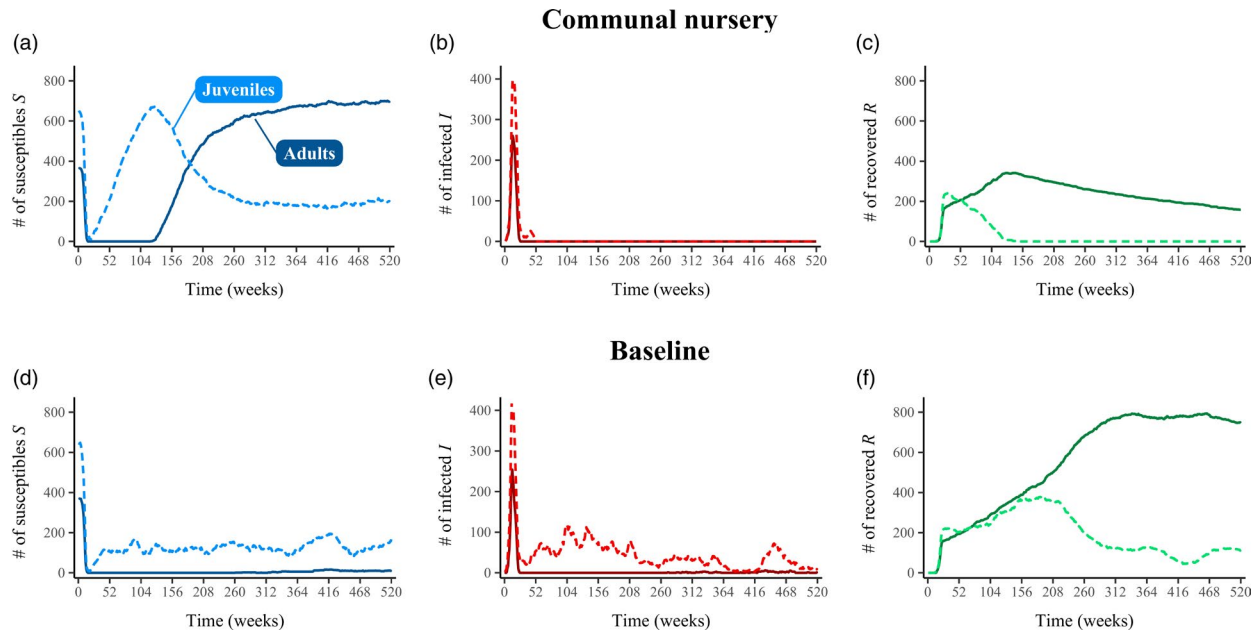 Communal nursery
(a)
(b)
(c)
# of susceptibles S
800
600
400
200
0
Juveniles
Adults
0 52 104 156 208 260 312 364 416 468 520
Time (weeks)
# of infected I
400
300
200
100
0
0 52 104 156 208 260 312 364 416 468 520
Time (weeks)
# of recovered R
800
600
400
200
0
0 52 104 156 208 260 312 364 416 468 520
Time (weeks)
Baseline
(d)
(e)
(f)
# of susceptibles S
800
600
400
200
0
0 52 104 156 208 260 312 364 416 468 520
Time (weeks)
# of infected I
400
300
200
100
0
0 52 104 156 208 260 312 364 416 468 520
Time (weeks)
# of recovered R
800
600
400
200
0
0 52 104 156 208 260 312 364 416 468 520
Time (weeks)